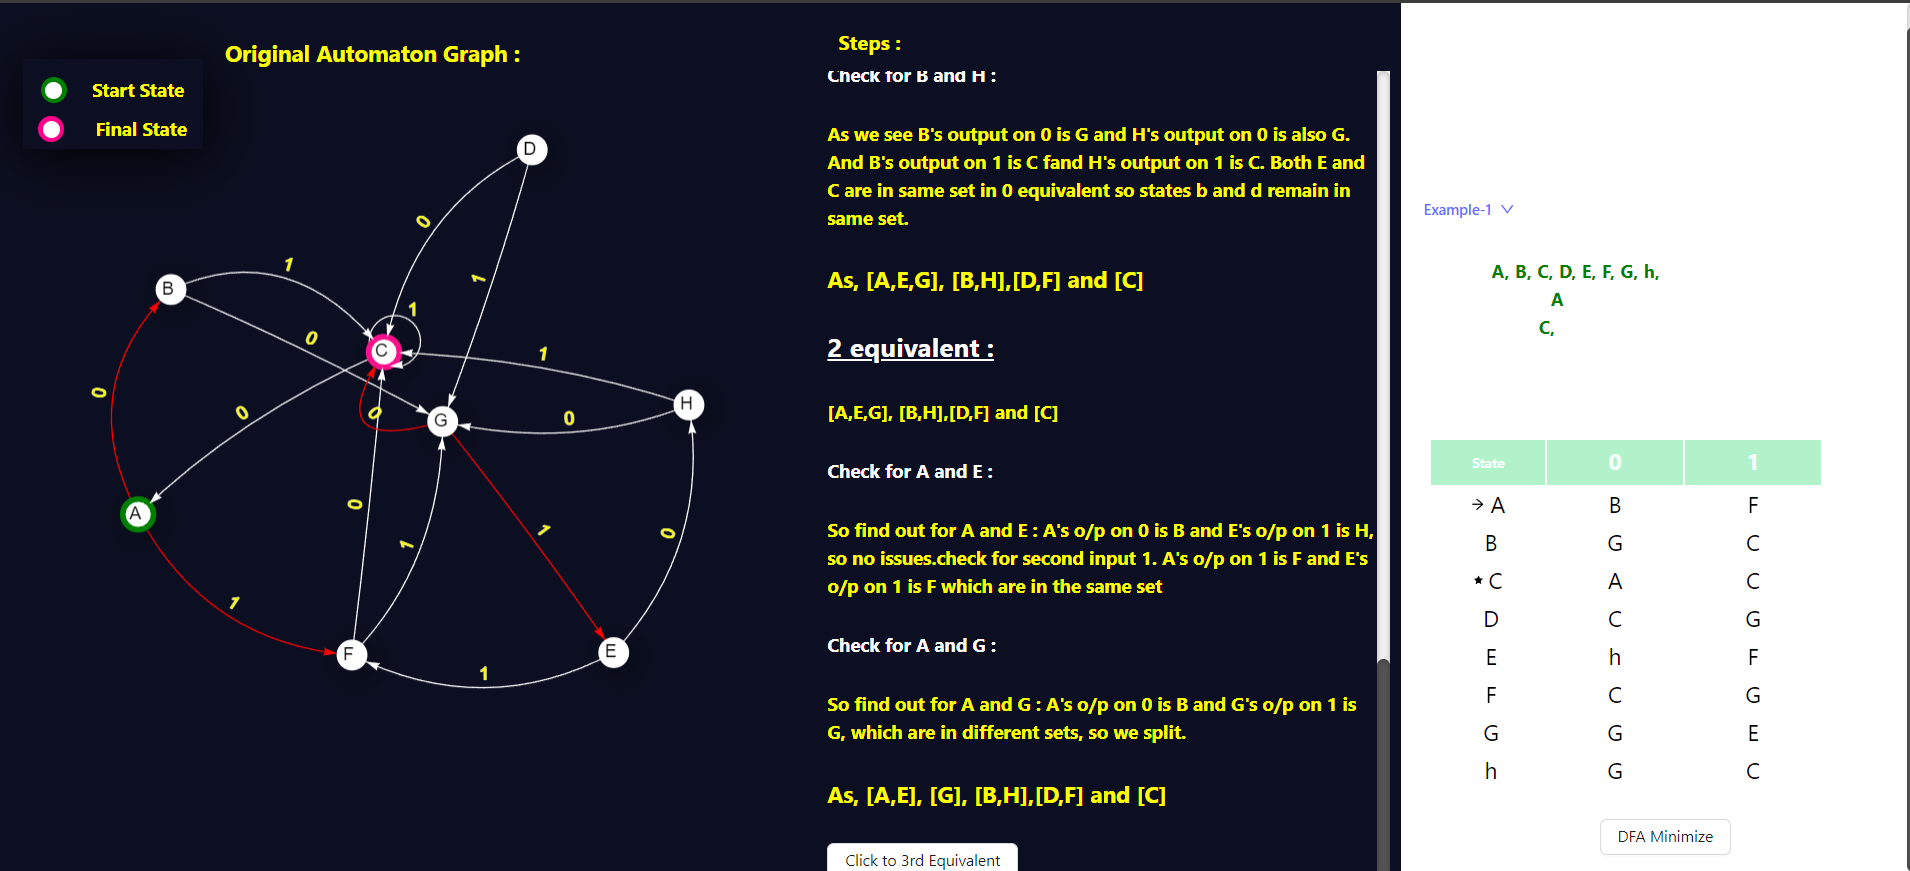 Original Automaton Graph :
Start State
Final State
D
0
1
B
1
0
C
1
0
0
G
1
H
0
0
A
0
1
1
0
1
F
1
E
Steps :
Check for B and H :
As we see B's output on 0 is G and H's output on 0 is also G.
And B's output on 1 is C fand H's output on 1 is C. Both E and
C are in same set in 0 equivalent so states b and d remain in
same set.
As, [A,E,G], [B,H],[D,F] and [C]
2 equivalent :
[A,E,G], [B,H],[D,F] and [C]
Check for A and E :
So find out for A and E : A's o/p on 0 is B and E's o/p on 1 is H,
so no issues.check for second input 1. A's o/p on 1 is F and E's
o/p on 1 is F which are in the same set
Check for A and G :
So find out for A and G : A's o/p on 0 is B and G's o/p on 1 is
G, which are in different sets, so we split.
As, [A,E], [G], [B,H],[D,F] and [C]
Click to 3rd Equivalent
Example-1
A, B, C, D, E, F, G, h,
A
C,
State 0 1
→ A B F
B G C
★ C A C
D C G
E h F
F C G
G G E
h G C
DFA Minimize